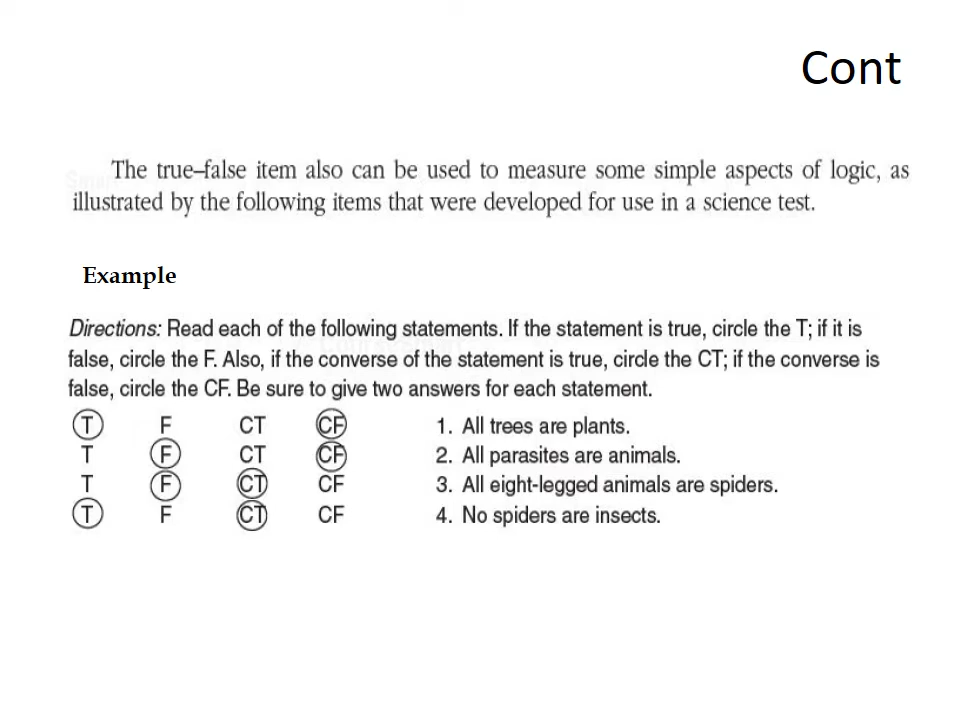 Cont
The true–false item also can be used to measure some simple aspects of logic, as
illustrated by the following items that were developed for use in a science test.
Example
Directions: Read each of the following statements. If the statement is true, circle the T; if it is
false, circle the F. Also, if the converse of the statement is true, circle the CT; if the converse is
false, circle the CF. Be sure to give two answers for each statement.
T F CT CF 1. All trees are plants.
T F CT CF 2. All parasites are animals.
T F CT CF 3. All eight-legged animals are spiders.
T F CT CF 4. No spiders are insects.